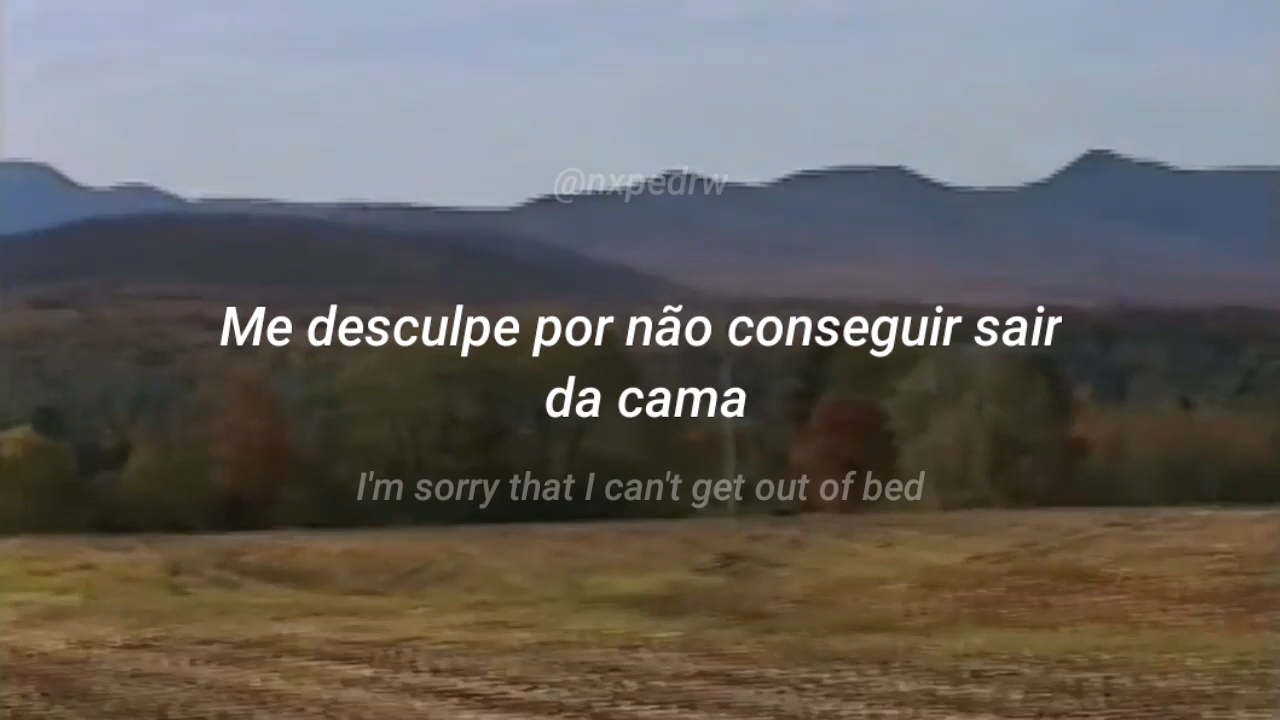 @nxpedrw
Me desculpe por não conseguir sair
da cama
I'm sorry that I can't get out of bed